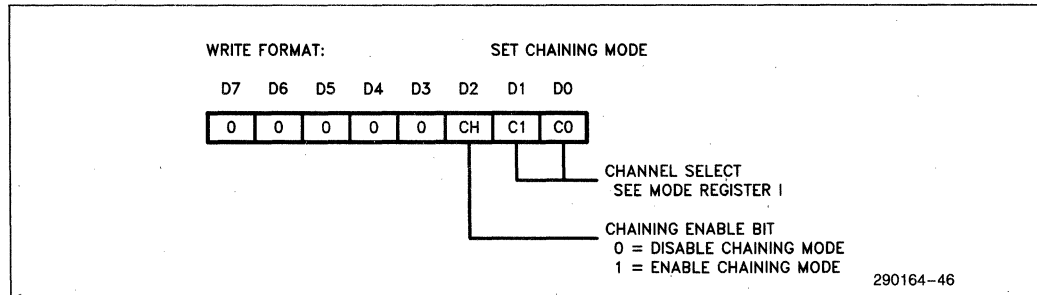 WRITE FORMAT: SET CHAINING MODE
D7 D6 D5 D4 D3 D2 D1 D0
0 0 0 0 0 CH C1 C0
CHANNEL SELECT
SEE MODE REGISTER I
CHAINING ENABLE BIT
0 = DISABLE CHAINING MODE
1 = ENABLE CHAINING MODE
290164-46